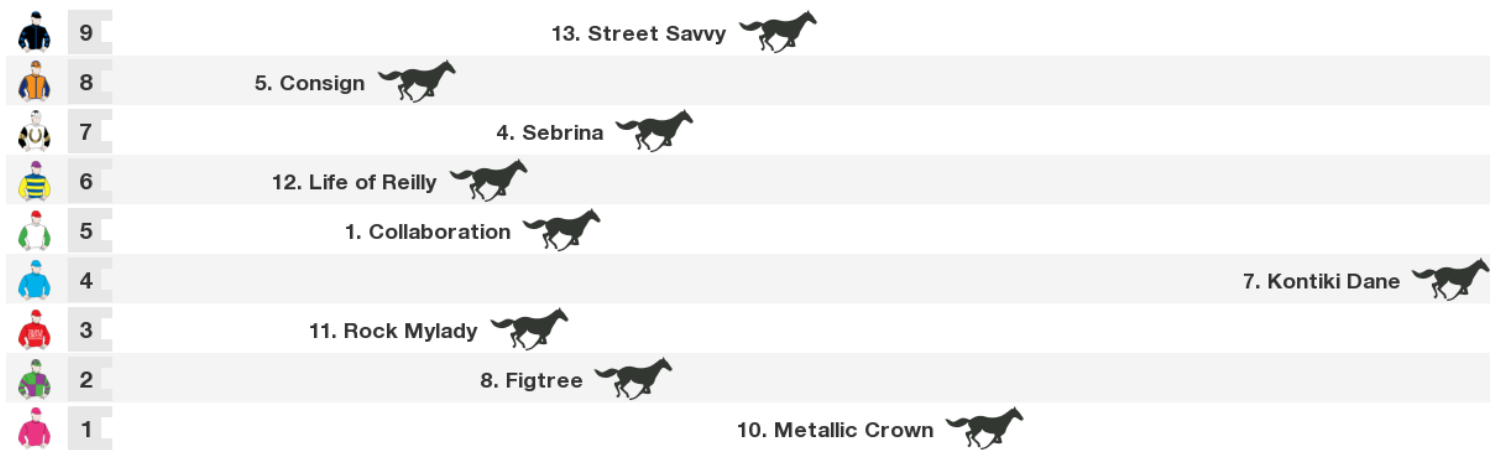 9 13. Street Savvy
8 5. Consign
7 4. Sebrina
6 12. Life of Reilly
5 1. Collaboration
4 7. Kontiki Dane
3 11. Rock Mylady
2 8. Figtree
1 10. Metallic Crown